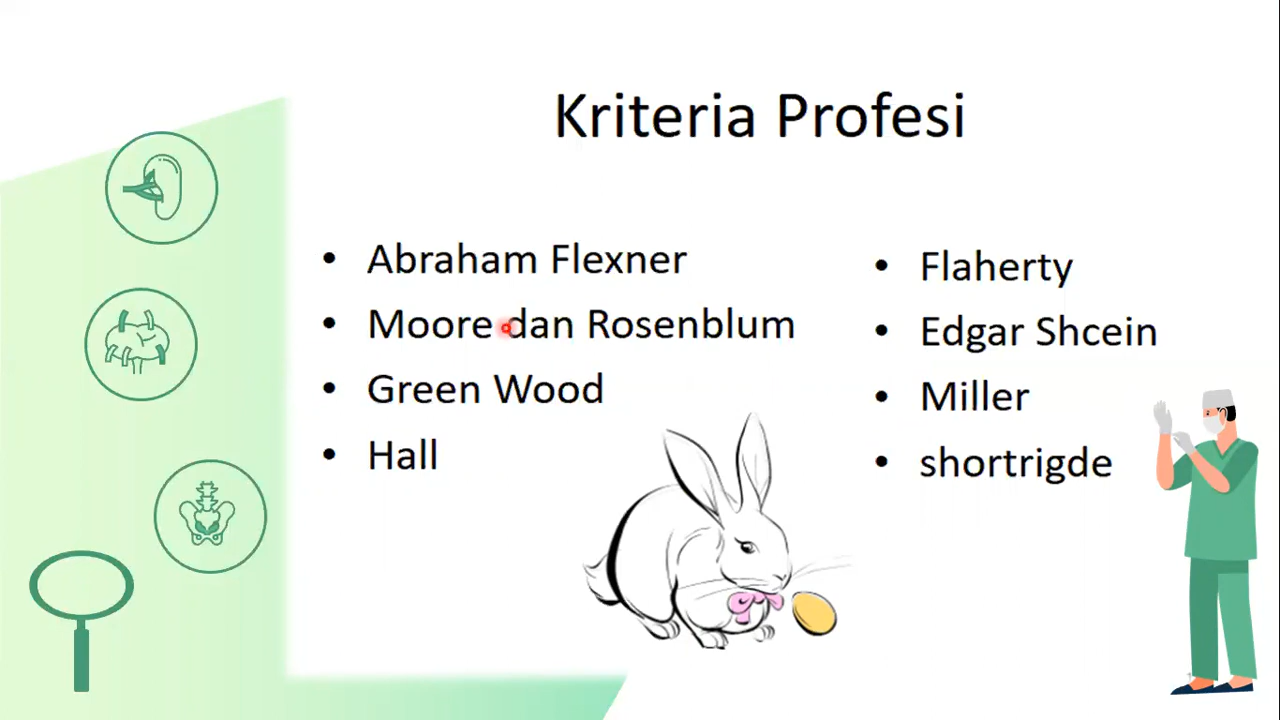 Kriteria Profesi
• Abraham Flexner
• Moore dan Rosenblum
• Green Wood
• Hall
• Flaherty
• Edgar Shcein
• Miller
• shortrigde